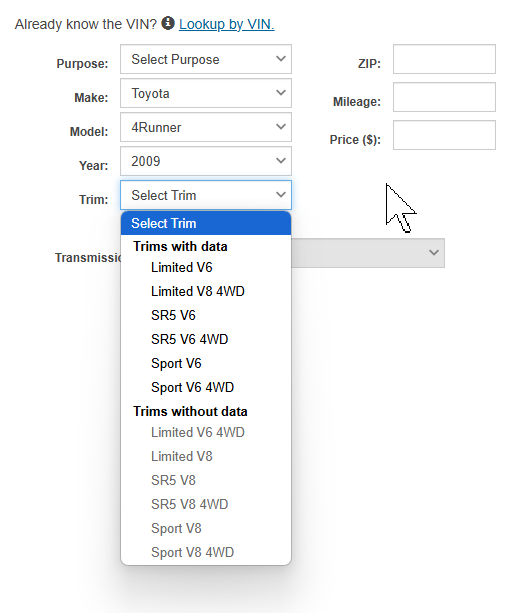 Already know the VIN? Lookup by VIN.
Purpose: Select Purpose
ZIP:
Make: Toyota
Mileage:
Model: 4Runner
Price ($):
Year: 2009
Trim: Select Trim
Select Trim
Trims with data
Transmissio
Limited V6
Limited V8 4WD
SR5 V6
SR5 V6 4WD
Sport V6
Sport V6 4WD
Trims without data
Limited V6 4WD
Limited V8
SR5 V8
SR5 V8 4WD
Sport V8
Sport V8 4WD